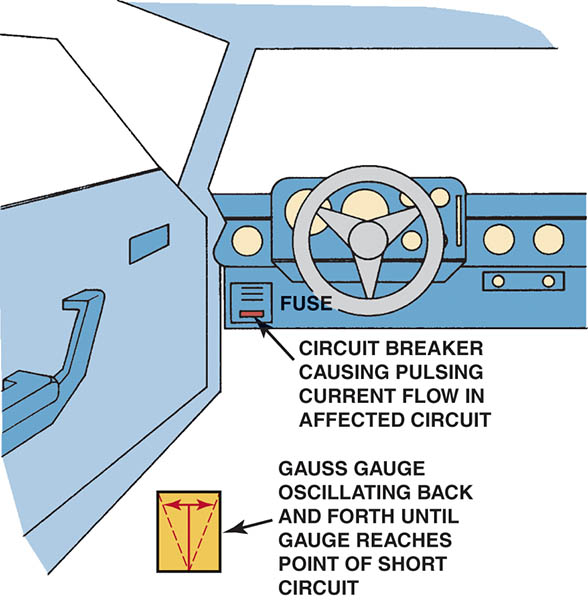 FUSE
CIRCUIT BREAKER
CAUSING PULSING
CURRENT FLOW IN
AFFECTED CIRCUIT
GAUSS GAUGE
OSCILLATING BACK
AND FORTH UNTIL
GAUGE REACHES
POINT OF SHORT
CIRCUIT